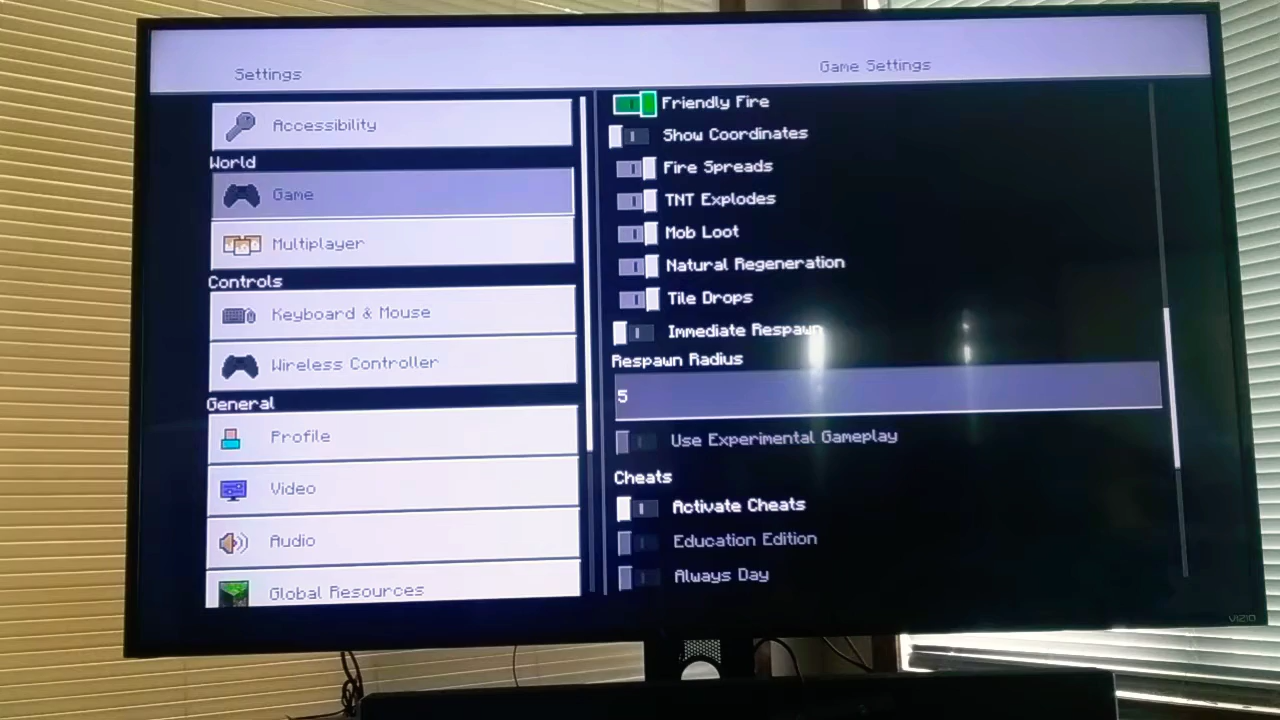 Settings
Game Settings
Accessibility
World
Game
Multiplayer
Controls
Keyboard & Mouse
Wireless Controller
General
Profile
Video
Audio
Global Resources
Friendly Fire
Show Coordinates
Fire Spreads
TNT Explodes
Mob Loot
Natural Regeneration
Tile Drops
Immediate Respawn
Respawn Radius
5
Use Experimental Gameplay
Cheats
Activate Cheats
Education Edition
Always Day
VIZIO